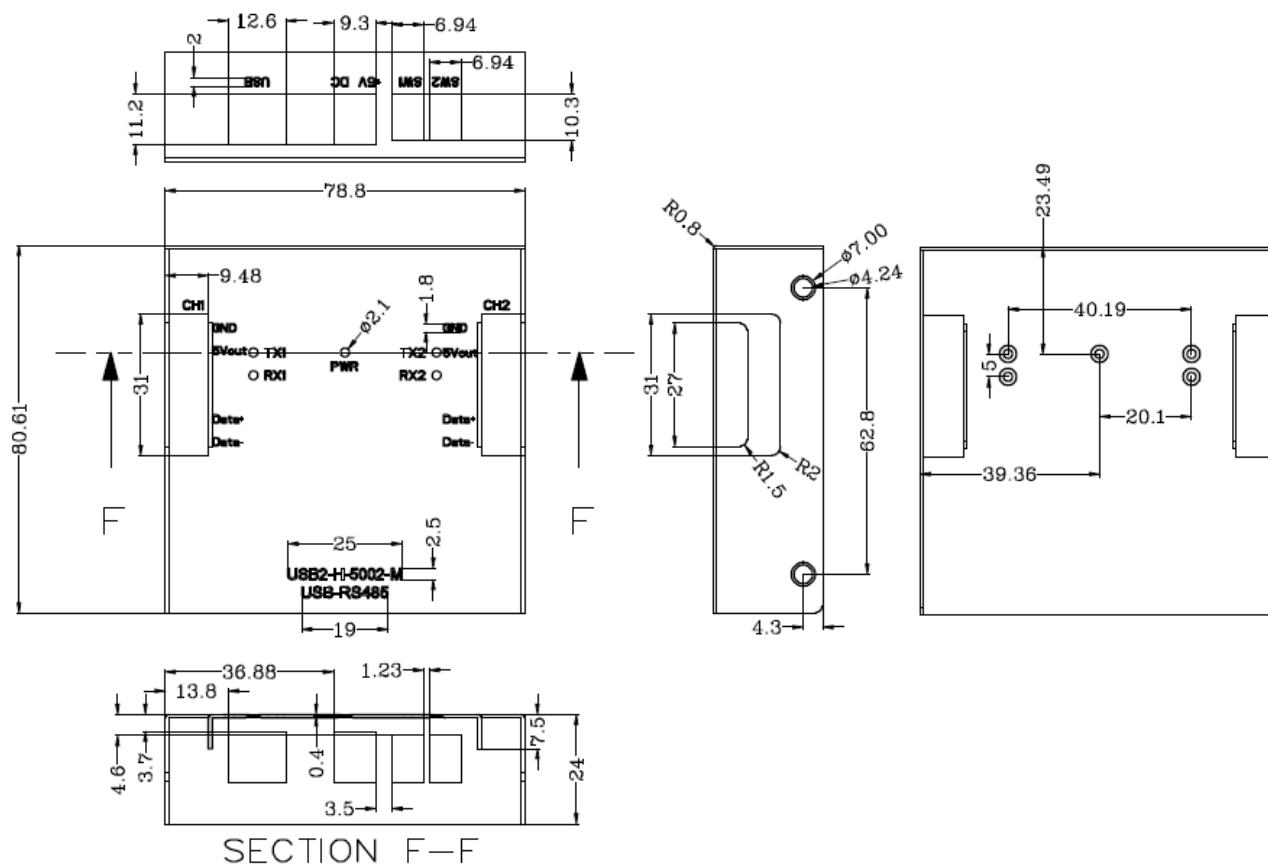 12.6
9.3
6.94
2
USB
+5V DC
SW1
SW2
6.94
11.2
10.3
78.8
23.49
R0.8
ø7.00
ø4.24
9.48
1.8
CH1
CH2
ø2.1
40.19
GND
GND
5Vout
TX1
TX2
5Vout
PWR
RX1
RX2
5
31
31
27
62.8
20.1
80.61
Data+
Data+
Data-
Data-
R2
R1.5
39.36
F
F
25
2.5
USB2-HI-5002-M
USB-RS485
19
4.3
36.88
1.23
13.8
7.5
4.6
3.7
0.4
24
3.5
SECTION F-F